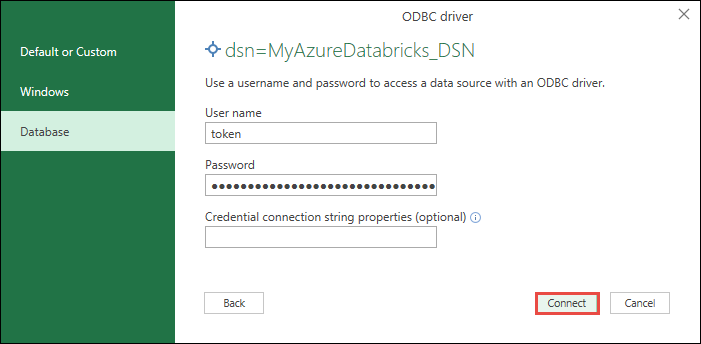 ODBC driver
Default or Custom
Windows
Database
dsn=MyAzureDatabricks_DSN
Use a username and password to access a data source with an ODBC driver.
User name
token
Password
●●●●●●●●●●●●●●●●●●●●●●●●●●●●●●●
Credential connection string properties (optional)
Back
Connect
Cancel